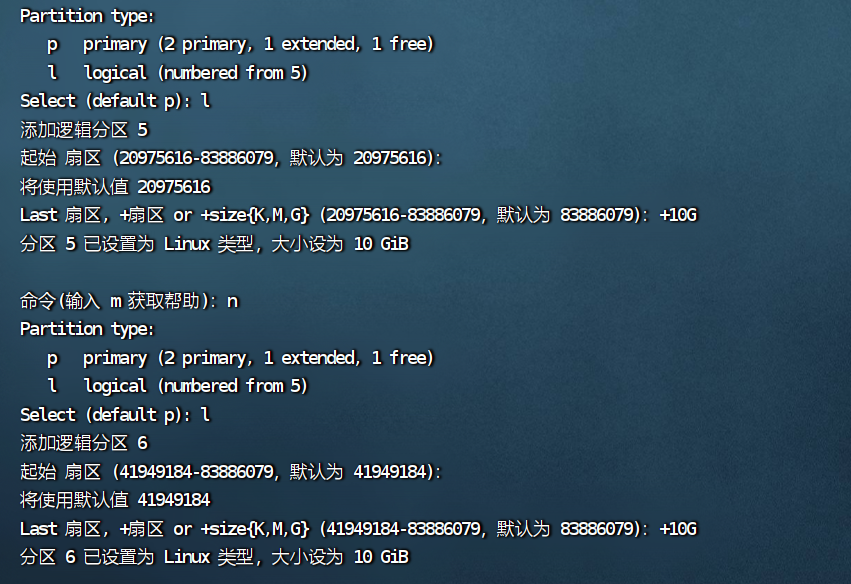 Partition type:
   p   primary (2 primary, 1 extended, 1 free)
   l   logical (numbered from 5)
Select (default p): l
添加逻辑分区 5
起始 扇区 (20975616-83886079, 默认为 20975616):
将使用默认值 20975616
Last 扇区, +扇区 or +size{K,M,G} (20975616-83886079, 默认为 83886079): +10G
分区 5 已设置为 Linux 类型, 大小设为 10 GiB

命令(输入 m 获取帮助): n
Partition type:
   p   primary (2 primary, 1 extended, 1 free)
   l   logical (numbered from 5)
Select (default p): l
添加逻辑分区 6
起始 扇区 (41949184-83886079, 默认为 41949184):
将使用默认值 41949184
Last 扇区, +扇区 or +size{K,M,G} (41949184-83886079, 默认为 83886079): +10G
分区 6 已设置为 Linux 类型, 大小设为 10 GiB